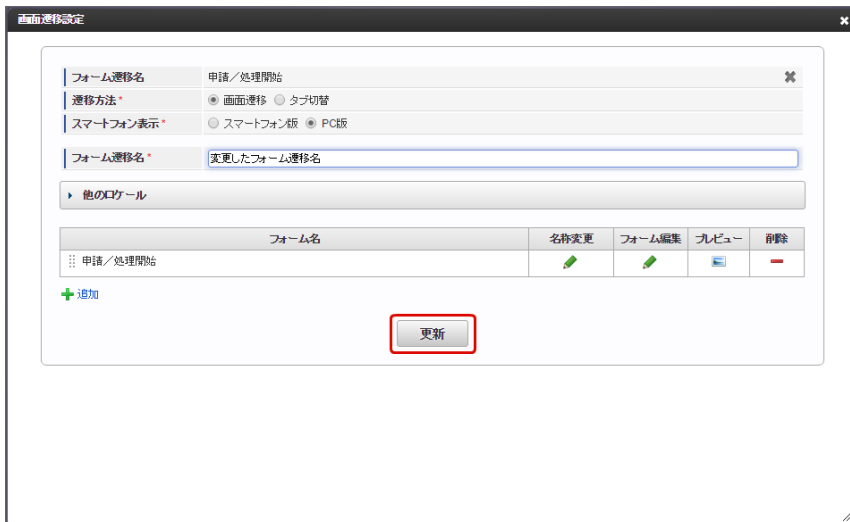 画面遷移設定
フォーム遷移名 申請／処理開始
遷移方法* 画面遷移 タブ切替
スマートフォン表示* スマートフォン版 PC版
フォーム遷移名* 変更したフォーム遷移名
他のロケール
フォーム名 名称変更 フォーム編集 プレビュー 削除
申請／処理開始
追加
更新